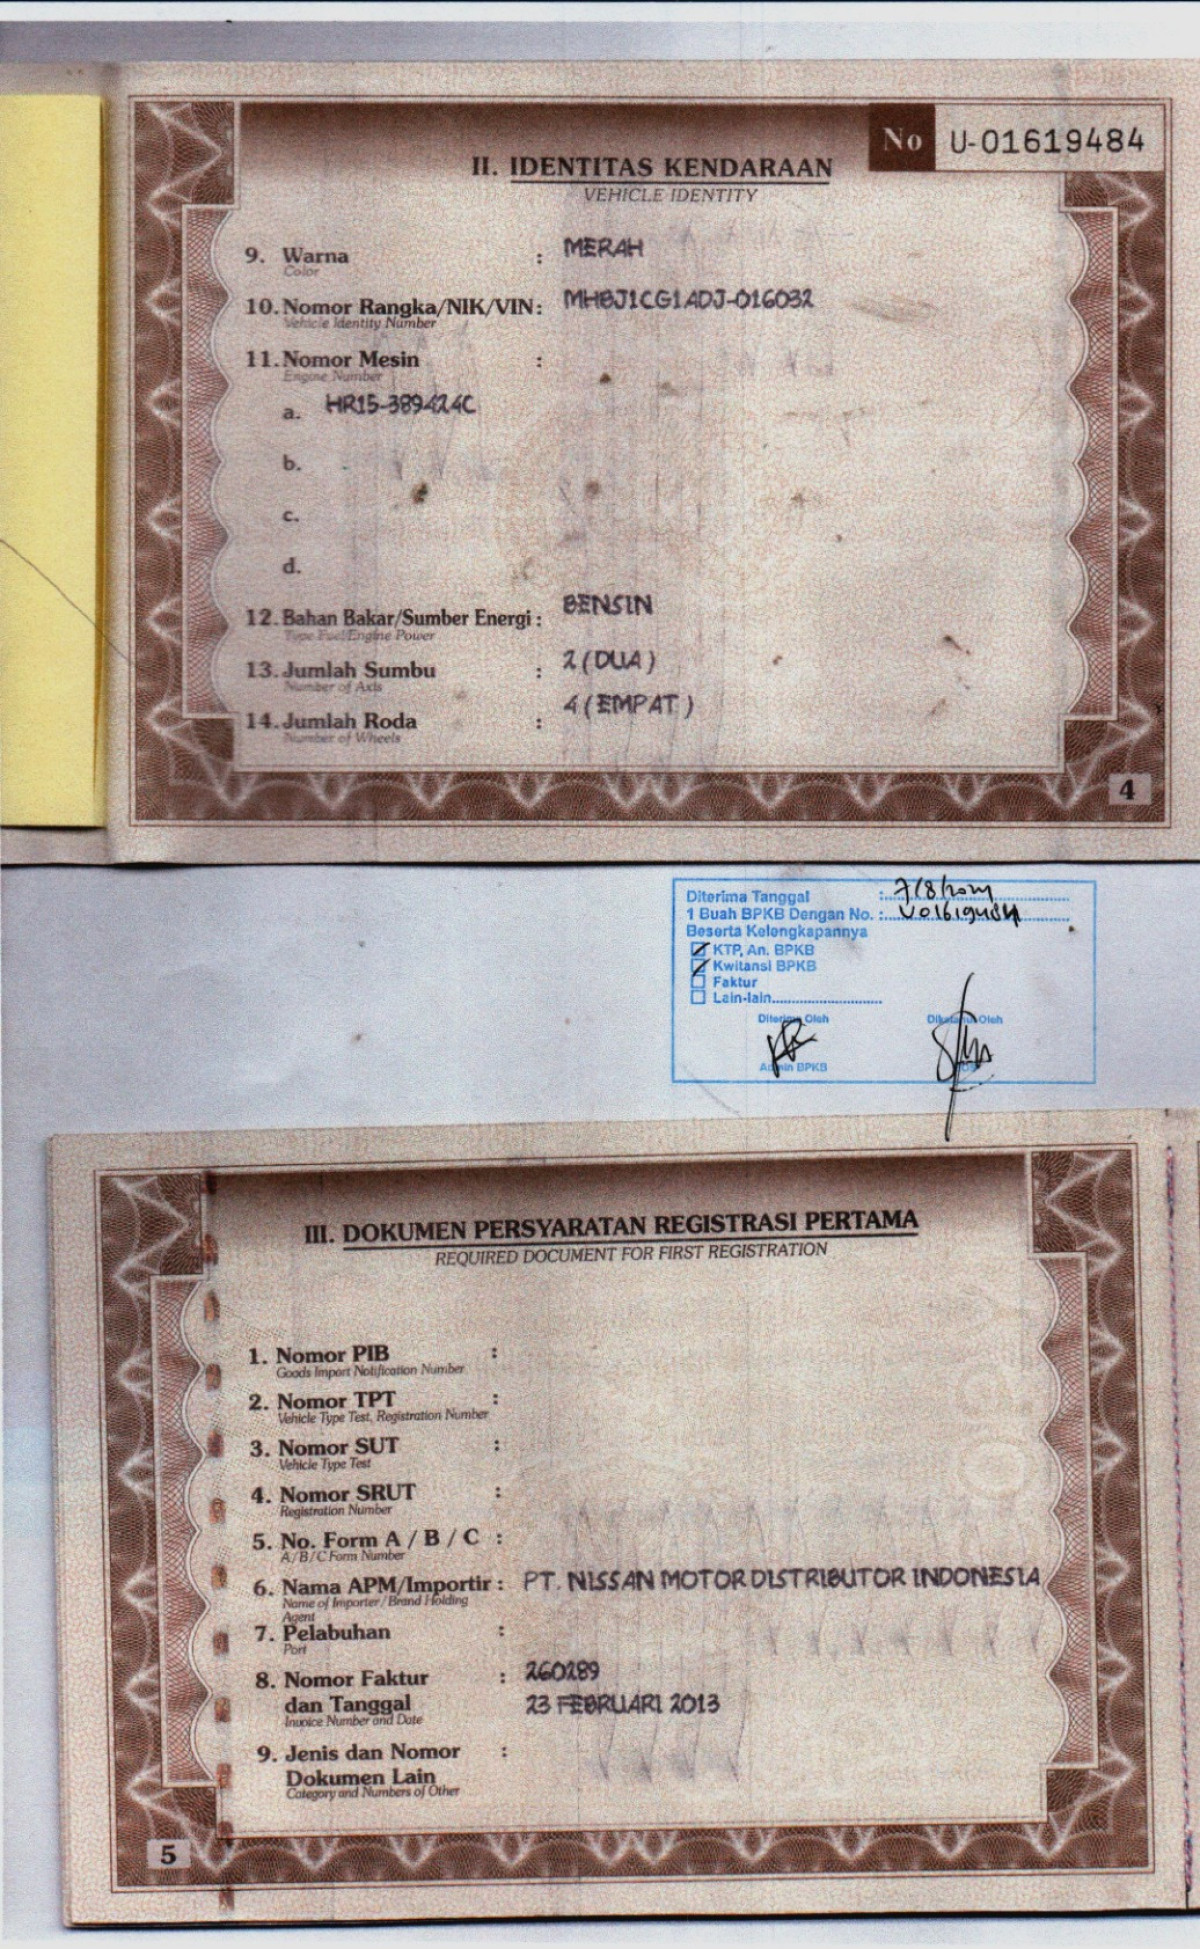 No U-01619484
II. IDENTITAS KENDARAAN
VEHICLE IDENTITY
9. Warna : MERAH
Color
10. Nomor Rangka/NIK/VIN: MHBJ1CG1ADJ-016032
Vehicle Identity Number
11. Nomor Mesin :
Engine Number
a. HR15-389424C
b.
c.
d.
12. Bahan Bakar/Sumber Energi : BENSIN
Type Fuel/Engine Power
13. Jumlah Sumbu : 2 (DUA)
Number of Axis
14. Jumlah Roda : 4 (EMPAT)
Number of Wheels
4
Diterima Tanggal : 7/8/2024
1 Buah BPKB Dengan No. : U01619484
Beserta Kelengkapannya
KTP, An. BPKB
Kwitansi BPKB
Faktur
Lain-lain
Diterima Oleh Diketahui Oleh
Admin BPKB
III. DOKUMEN PERSYARATAN REGISTRASI PERTAMA
REQUIRED DOCUMENT FOR FIRST REGISTRATION
1. Nomor PIB :
Goods Import Notification Number
2. Nomor TPT :
Vehicle Type Test, Registration Number
3. Nomor SUT :
Vehicle Type Test
4. Nomor SRUT :
Registration Number
5. No. Form A / B / C :
A/B/C Form Number
6. Nama APM/Importir : PT. NISSAN MOTOR DISTRIBUTOR INDONESIA
Name of Importer/Brand Holding
Agent
7. Pelabuhan :
Port
8. Nomor Faktur : 260289
dan Tanggal 23 FEBRUARI 2013
Invoice Number and Date
9. Jenis dan Nomor :
Dokumen Lain
Category and Numbers of Other
5